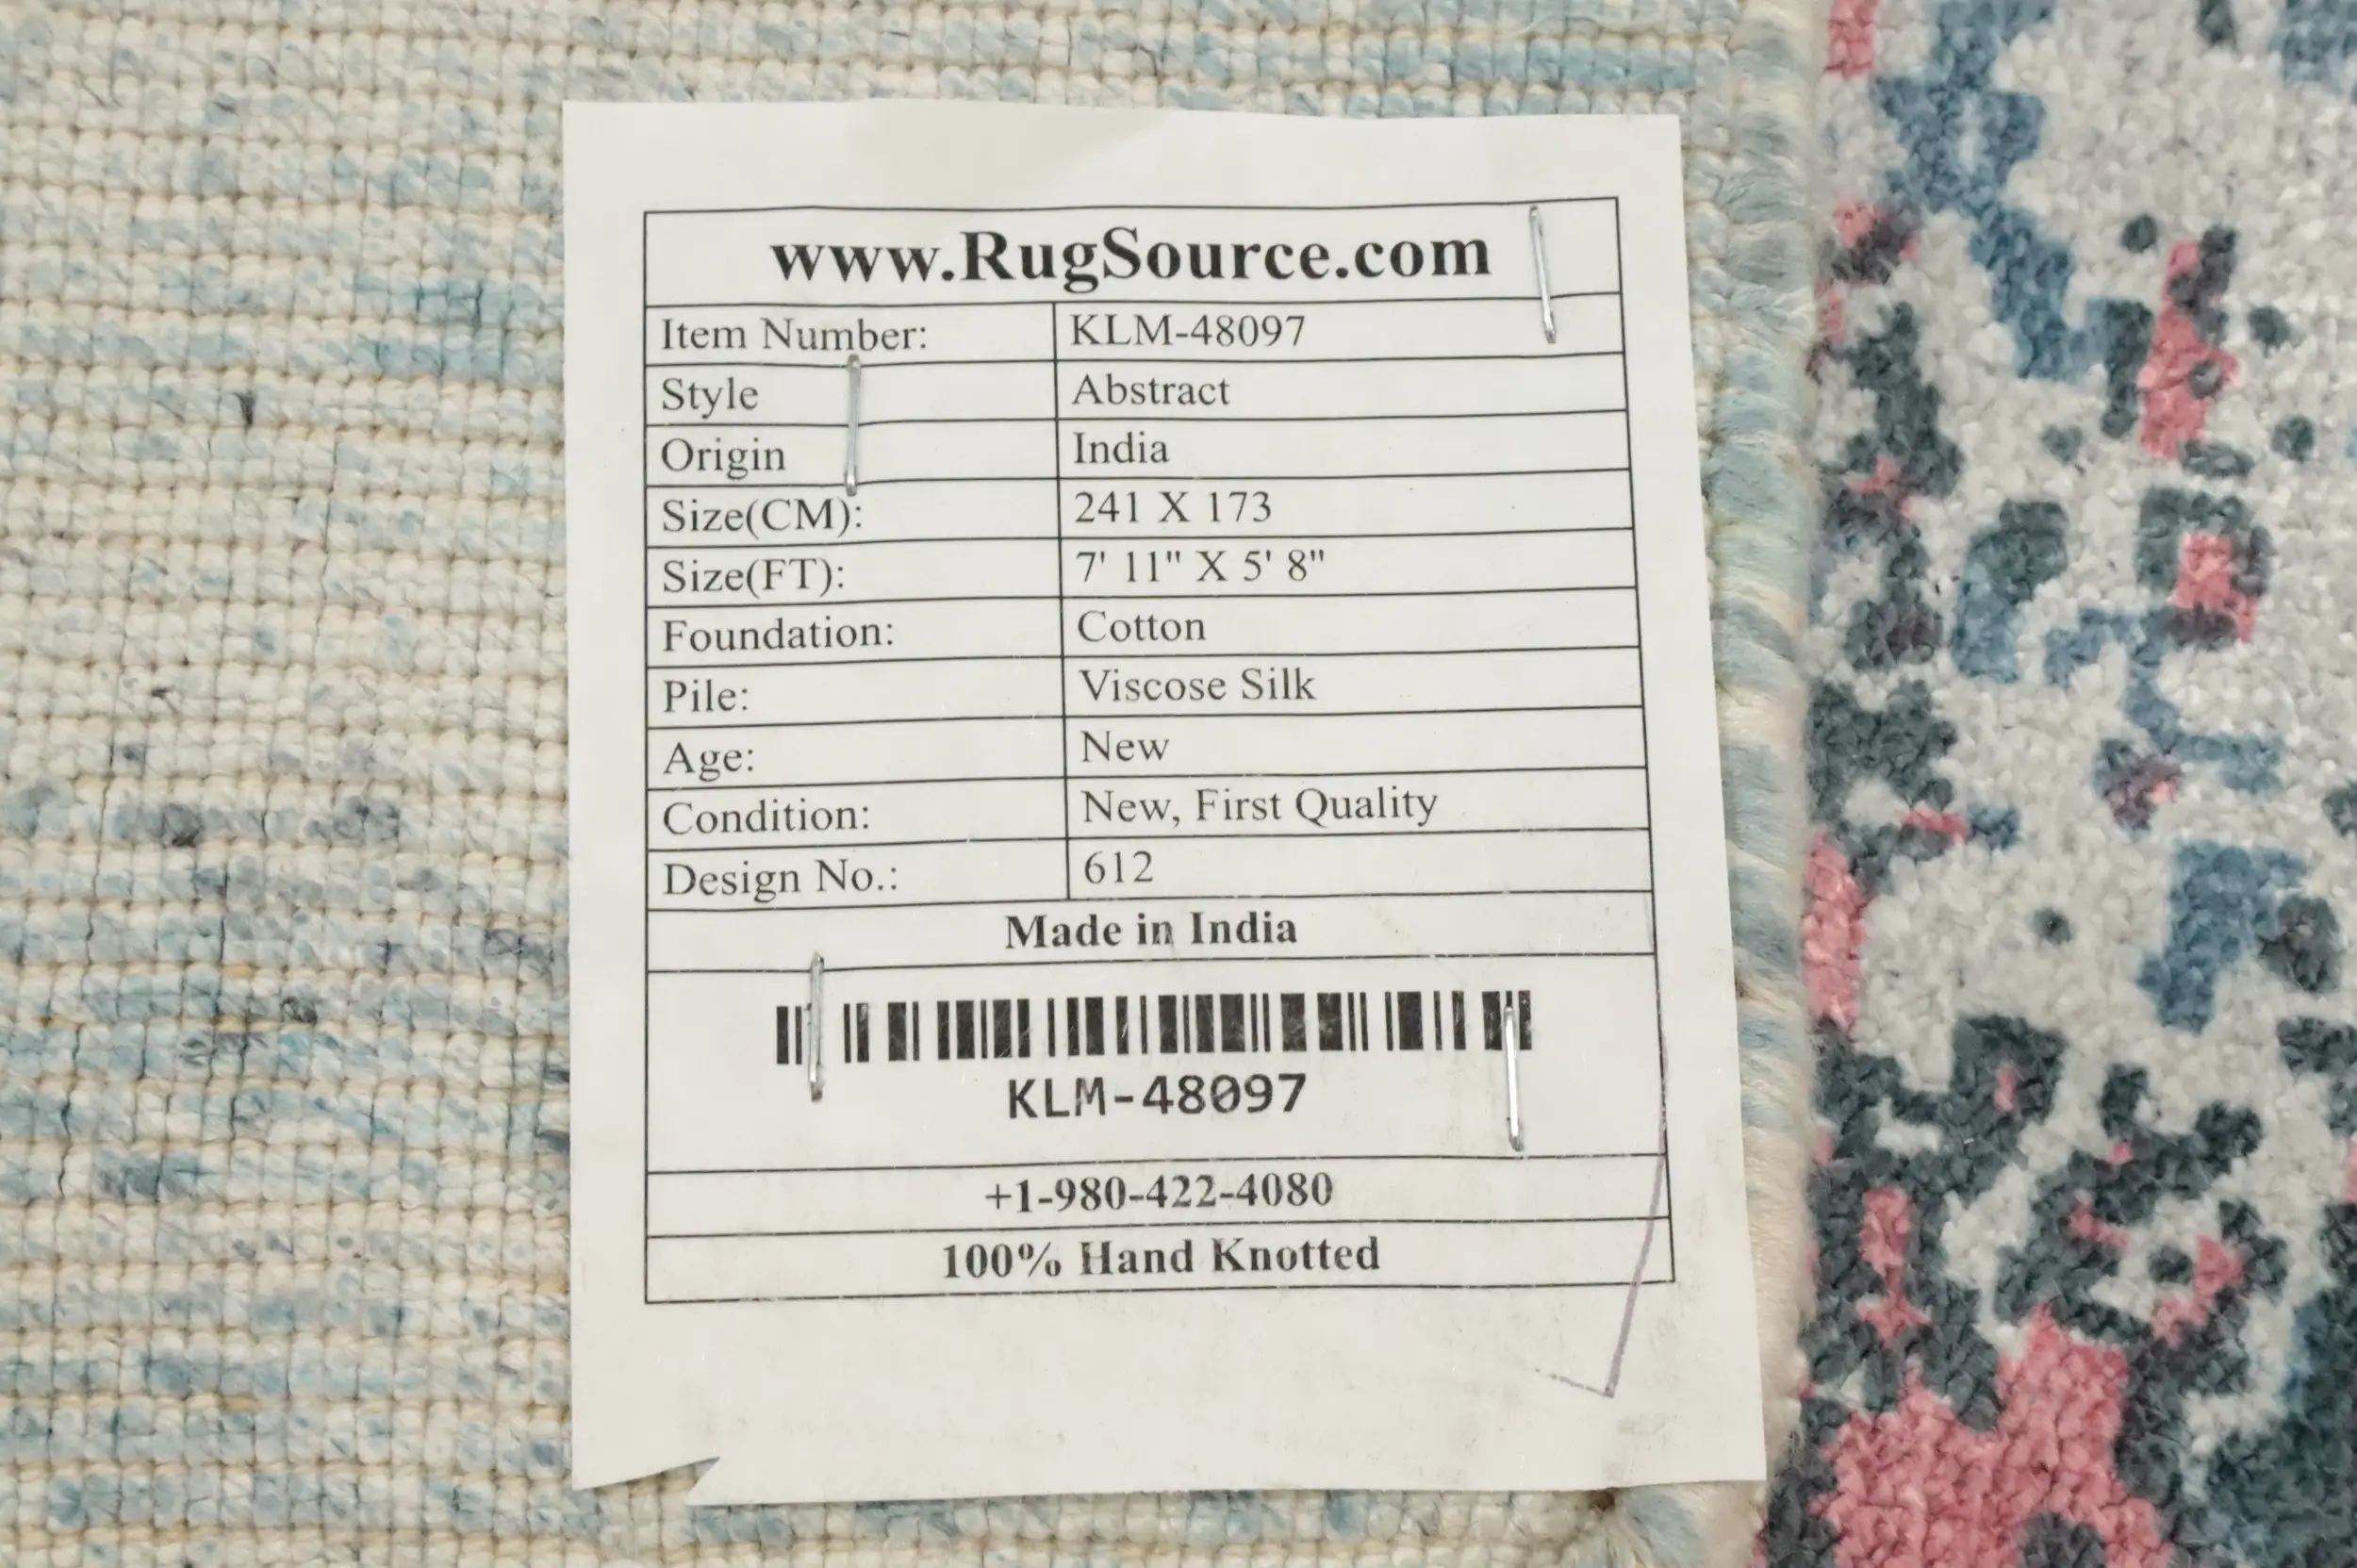 www.RugSource.com
Item Number: KLM-48097
Style Abstract
Origin India
Size(CM): 241 X 173
Size(FT): 7' 11" X 5' 8"
Foundation: Cotton
Pile: Viscose Silk
Age: New
Condition: New, First Quality
Design No.: 612
Made in India
KLM-48097
+1-980-422-4080
100% Hand Knotted